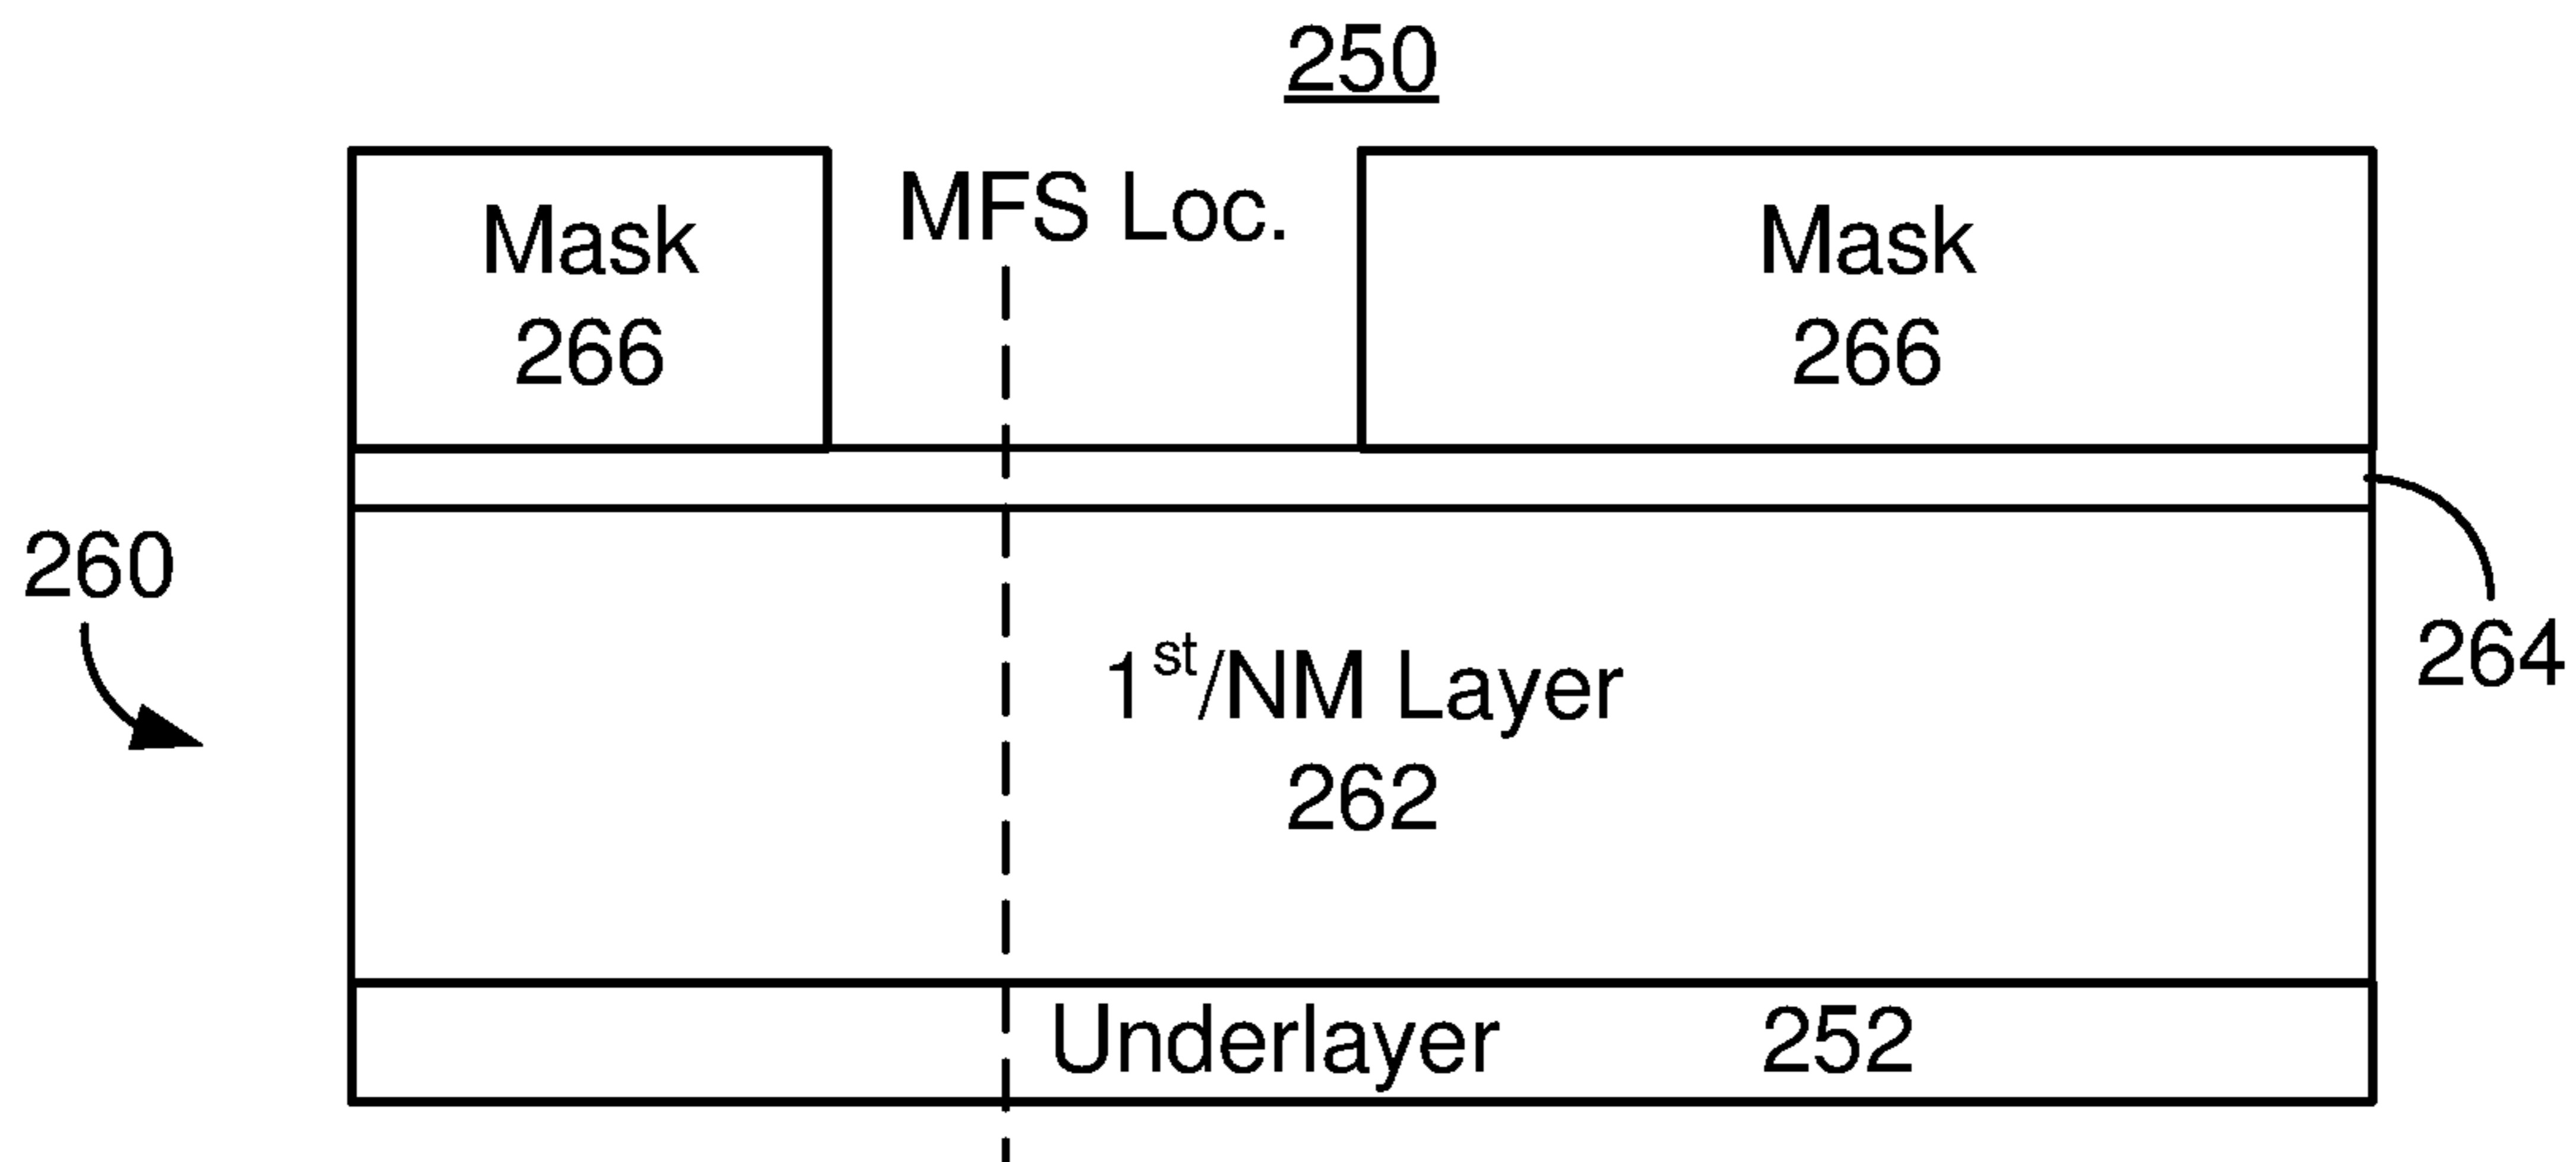 250
Mask
266
MFS Loc.
Mask
266
260
1st/NM Layer
262
264
Underlayer 252